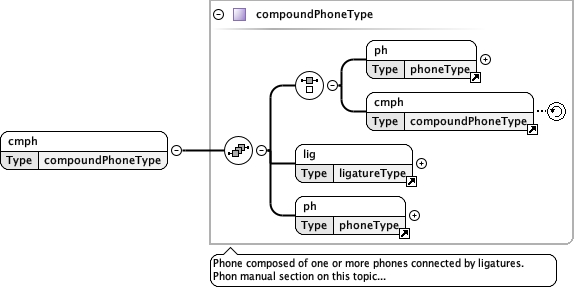 compoundPhoneType
ph
Type phoneType
cmph
Type compoundPhoneType
cmph
Type compoundPhoneType
lig
Type ligatureType
ph
Type phoneType
Phone composed of one or more phones connected by ligatures.
Phon manual section on this topic...